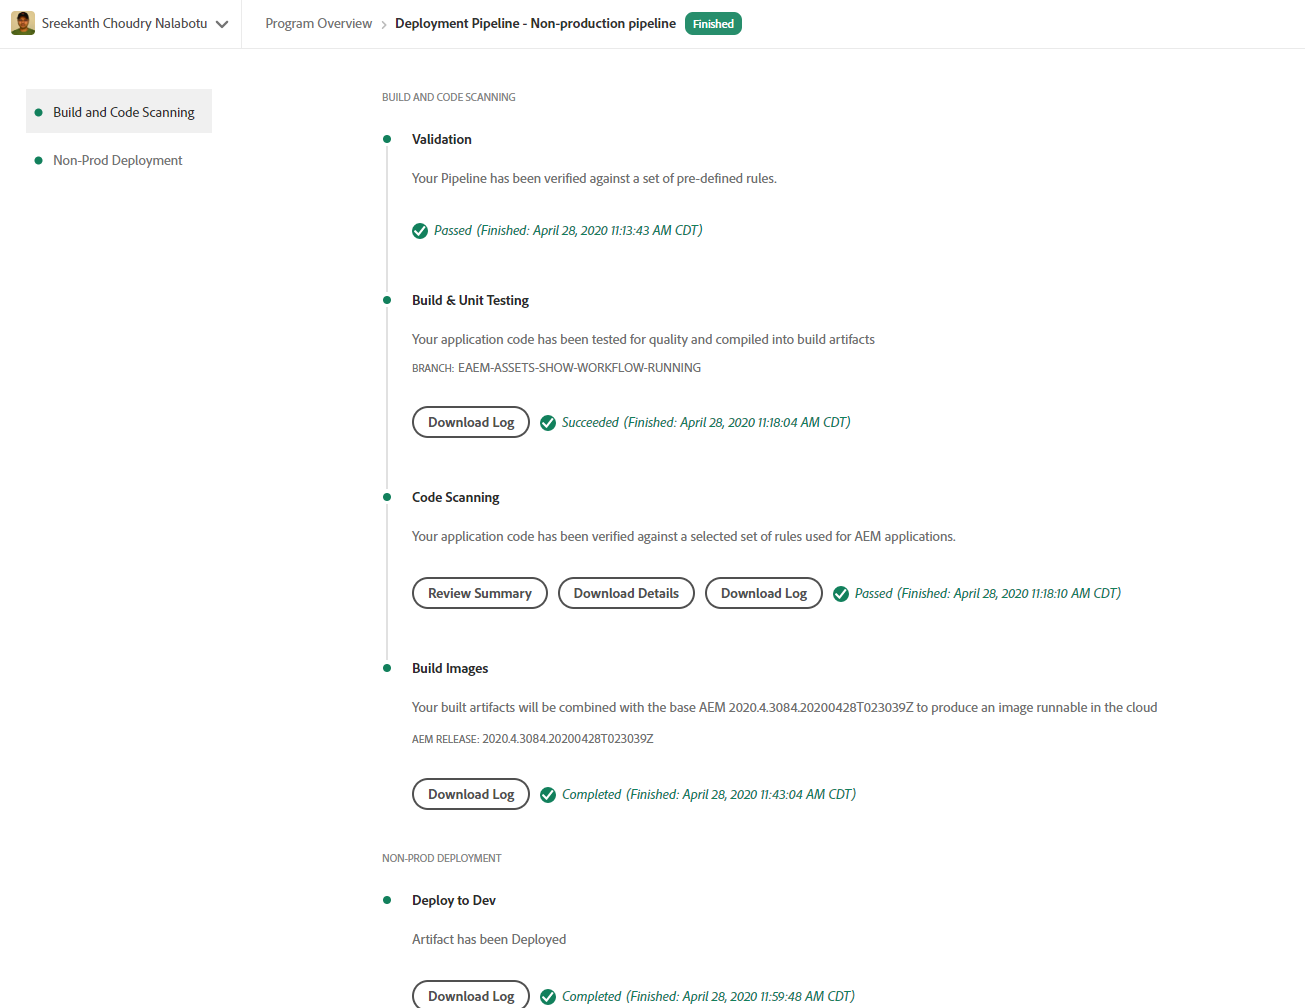 Sreekanth Choudry Nalabotu
Program Overview > Deployment Pipeline - Non-production pipeline Finished
Build and Code Scanning
Non-Prod Deployment
BUILD AND CODE SCANNING
Validation
Your Pipeline has been verified against a set of pre-defined rules.
Passed (Finished: April 28, 2020 11:13:43 AM CDT)
Build & Unit Testing
Your application code has been tested for quality and compiled into build artifacts
BRANCH: EAEM-ASSETS-SHOW-WORKFLOW-RUNNING
Download Log Succeeded (Finished: April 28, 2020 11:18:04 AM CDT)
Code Scanning
Your application code has been verified against a selected set of rules used for AEM applications.
Review Summary Download Details Download Log Passed (Finished: April 28, 2020 11:18:10 AM CDT)
Build Images
Your built artifacts will be combined with the base AEM 2020.4.3084.20200428T023039Z to produce an image runnable in the cloud
AEM RELEASE: 2020.4.3084.20200428T023039Z
Download Log Completed (Finished: April 28, 2020 11:43:04 AM CDT)
NON-PROD DEPLOYMENT
Deploy to Dev
Artifact has been Deployed
Download Log Completed (Finished: April 28, 2020 11:59:48 AM CDT)